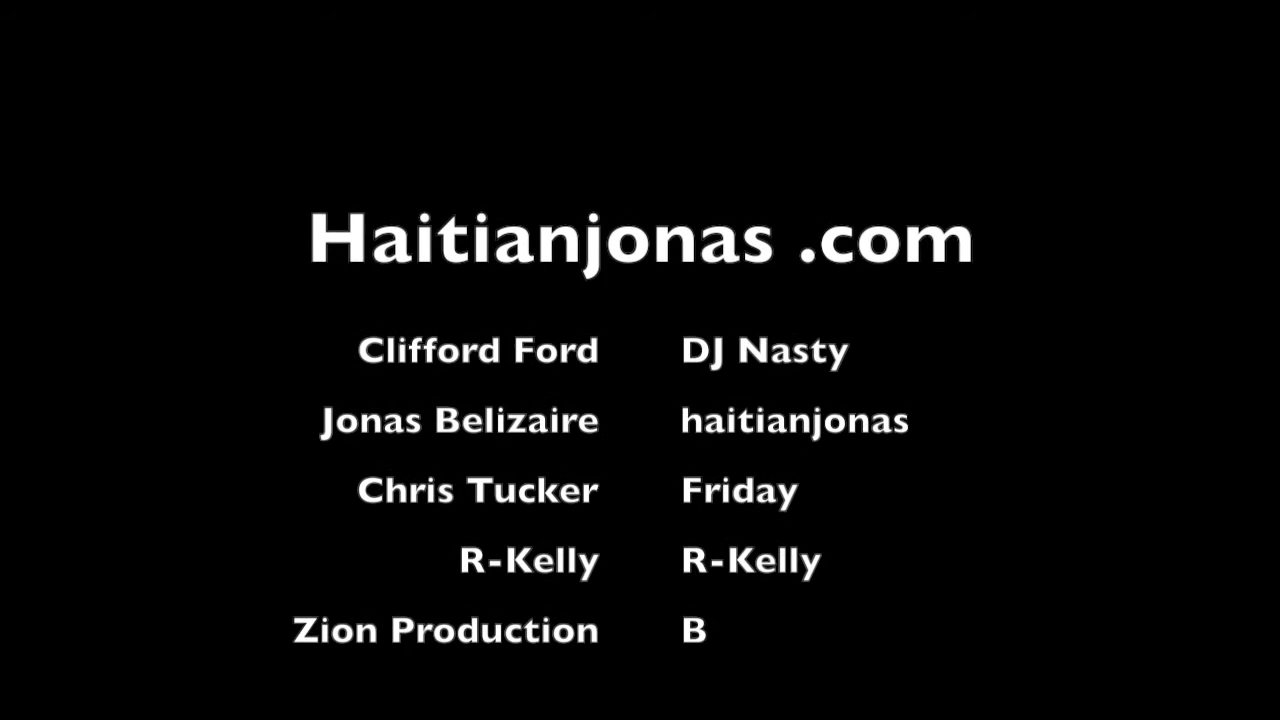 Haitianjonas .com
Clifford Ford DJ Nasty
Jonas Belizaire haitianjonas
Chris Tucker Friday
R-Kelly R-Kelly
Zion Production B